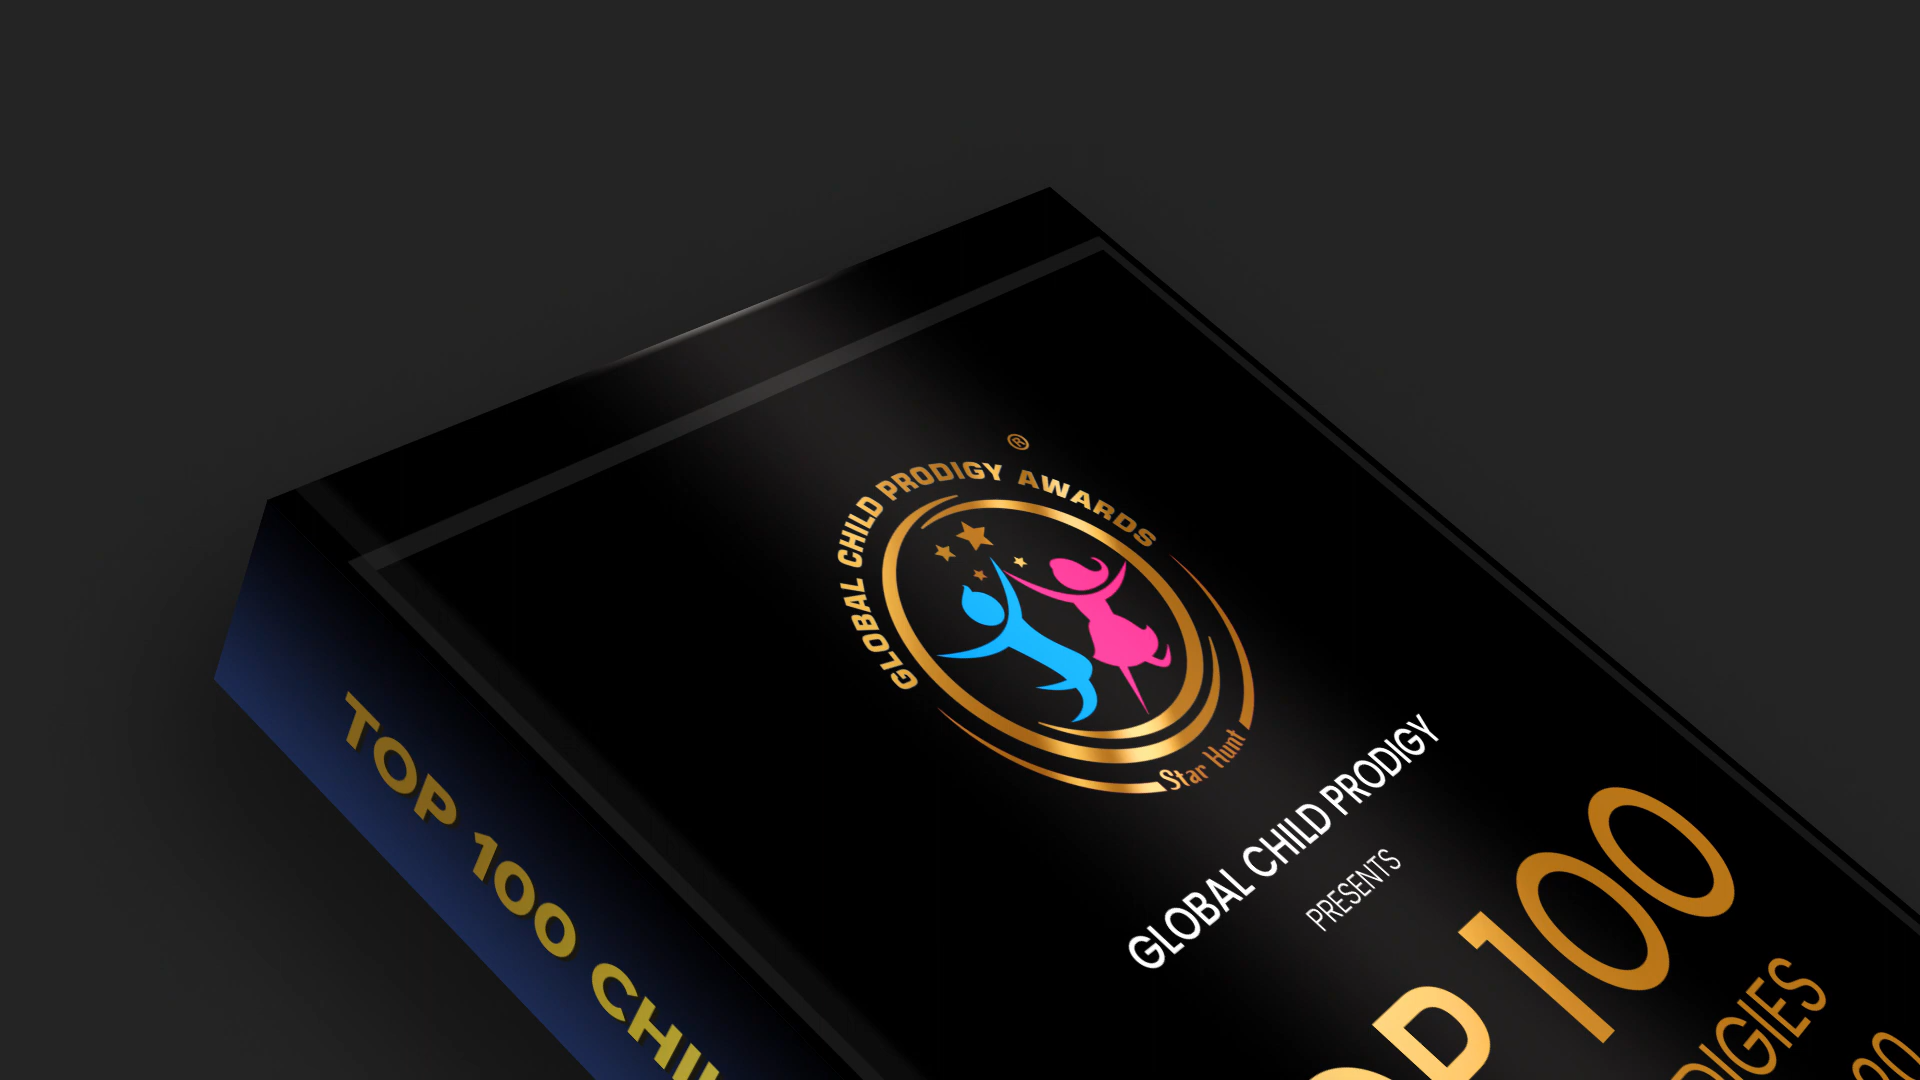 ®
GLOBAL CHILD PRODIGY AWARDS
Star Hunt
GLOBAL CHILD PRODIGY
PRESENTS
100
TOP 100